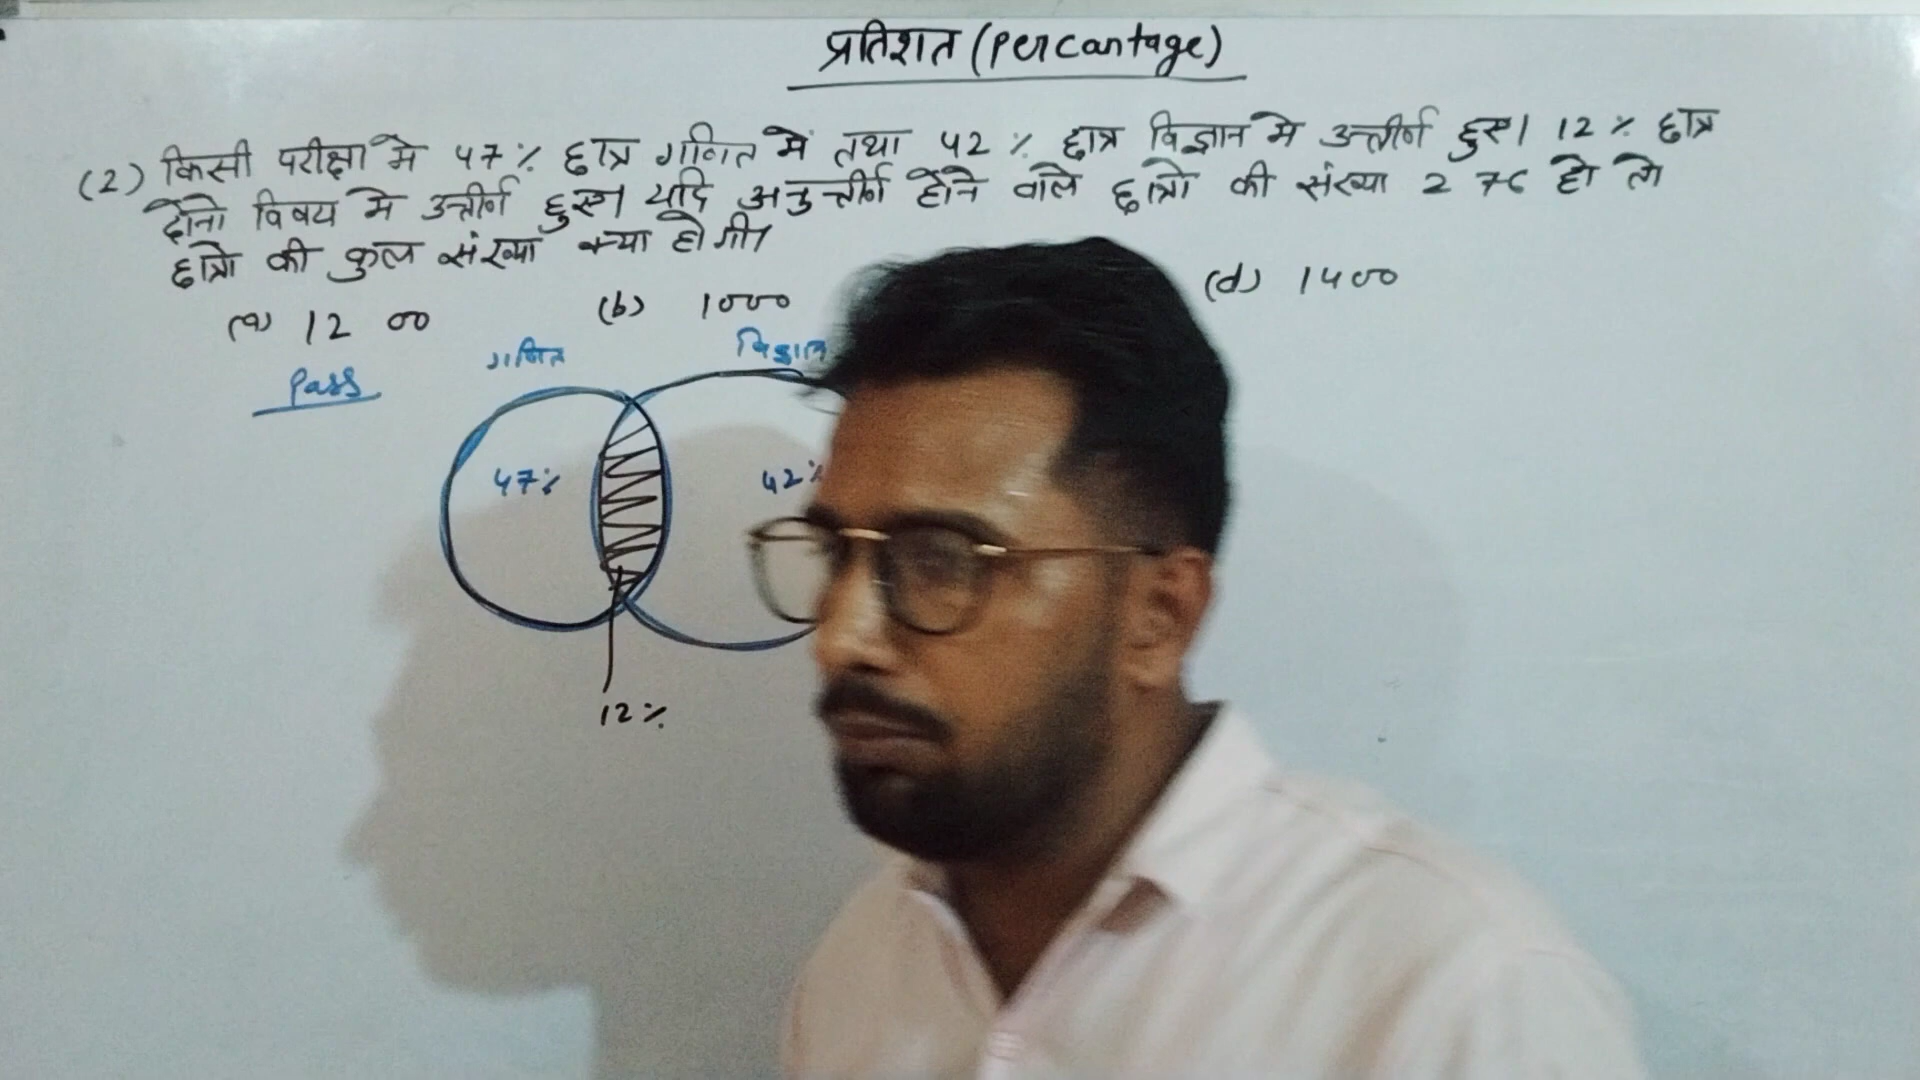 प्रतिशत (Percantage)
(2) किसी परीक्षा मे 47% छात्र गणित में तथा 42% छात्र विज्ञान मे उत्तीर्ण हुए। 12% छात्र
दोनो विषय मे उत्तीर्ण हुए। यदि अनुत्तीर्ण होने वाले छात्रो की संख्या 276 हो तो
छात्रो की कुल संख्या क्या होगी।
(a) 1200 (b) 1000 (d) 1400
Pass गणित विज्ञान
47% 42%
12%